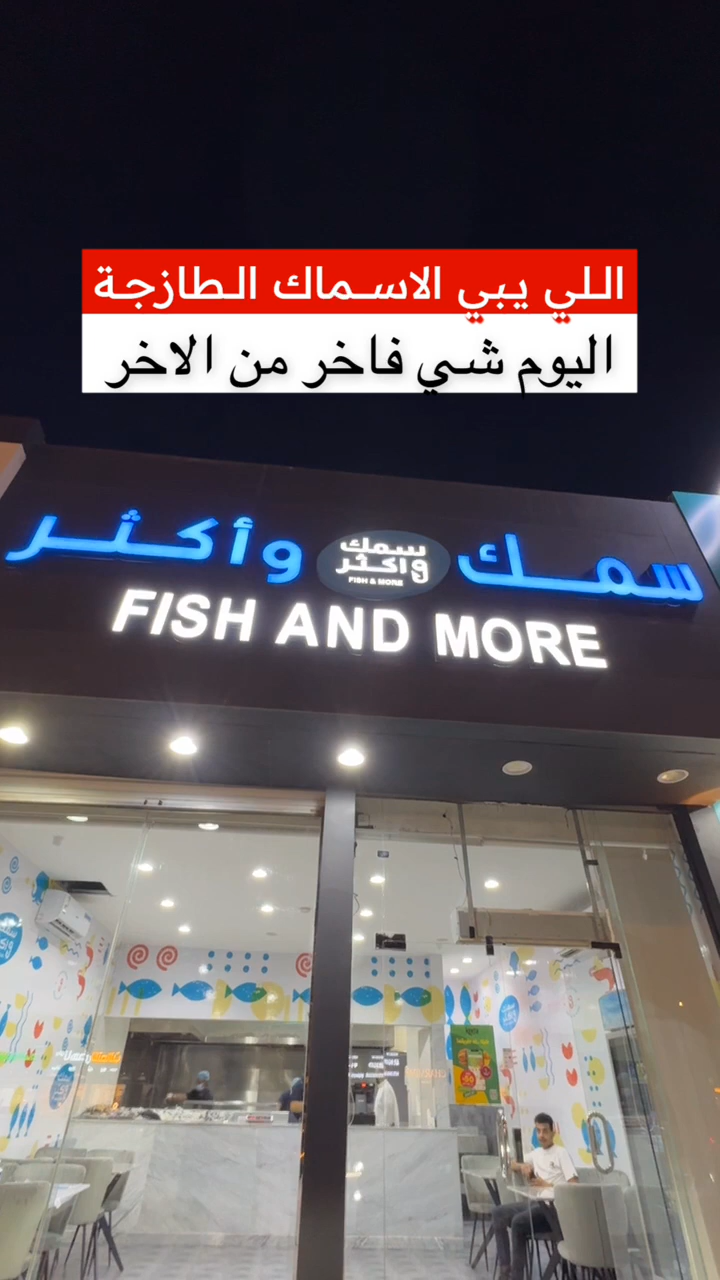 اللي يبي الاسماك الطازجة
اليوم شي فاخر من الاخر
سمك وأكثر
سمك
وأكثر
FISH & MORE
FISH AND MORE